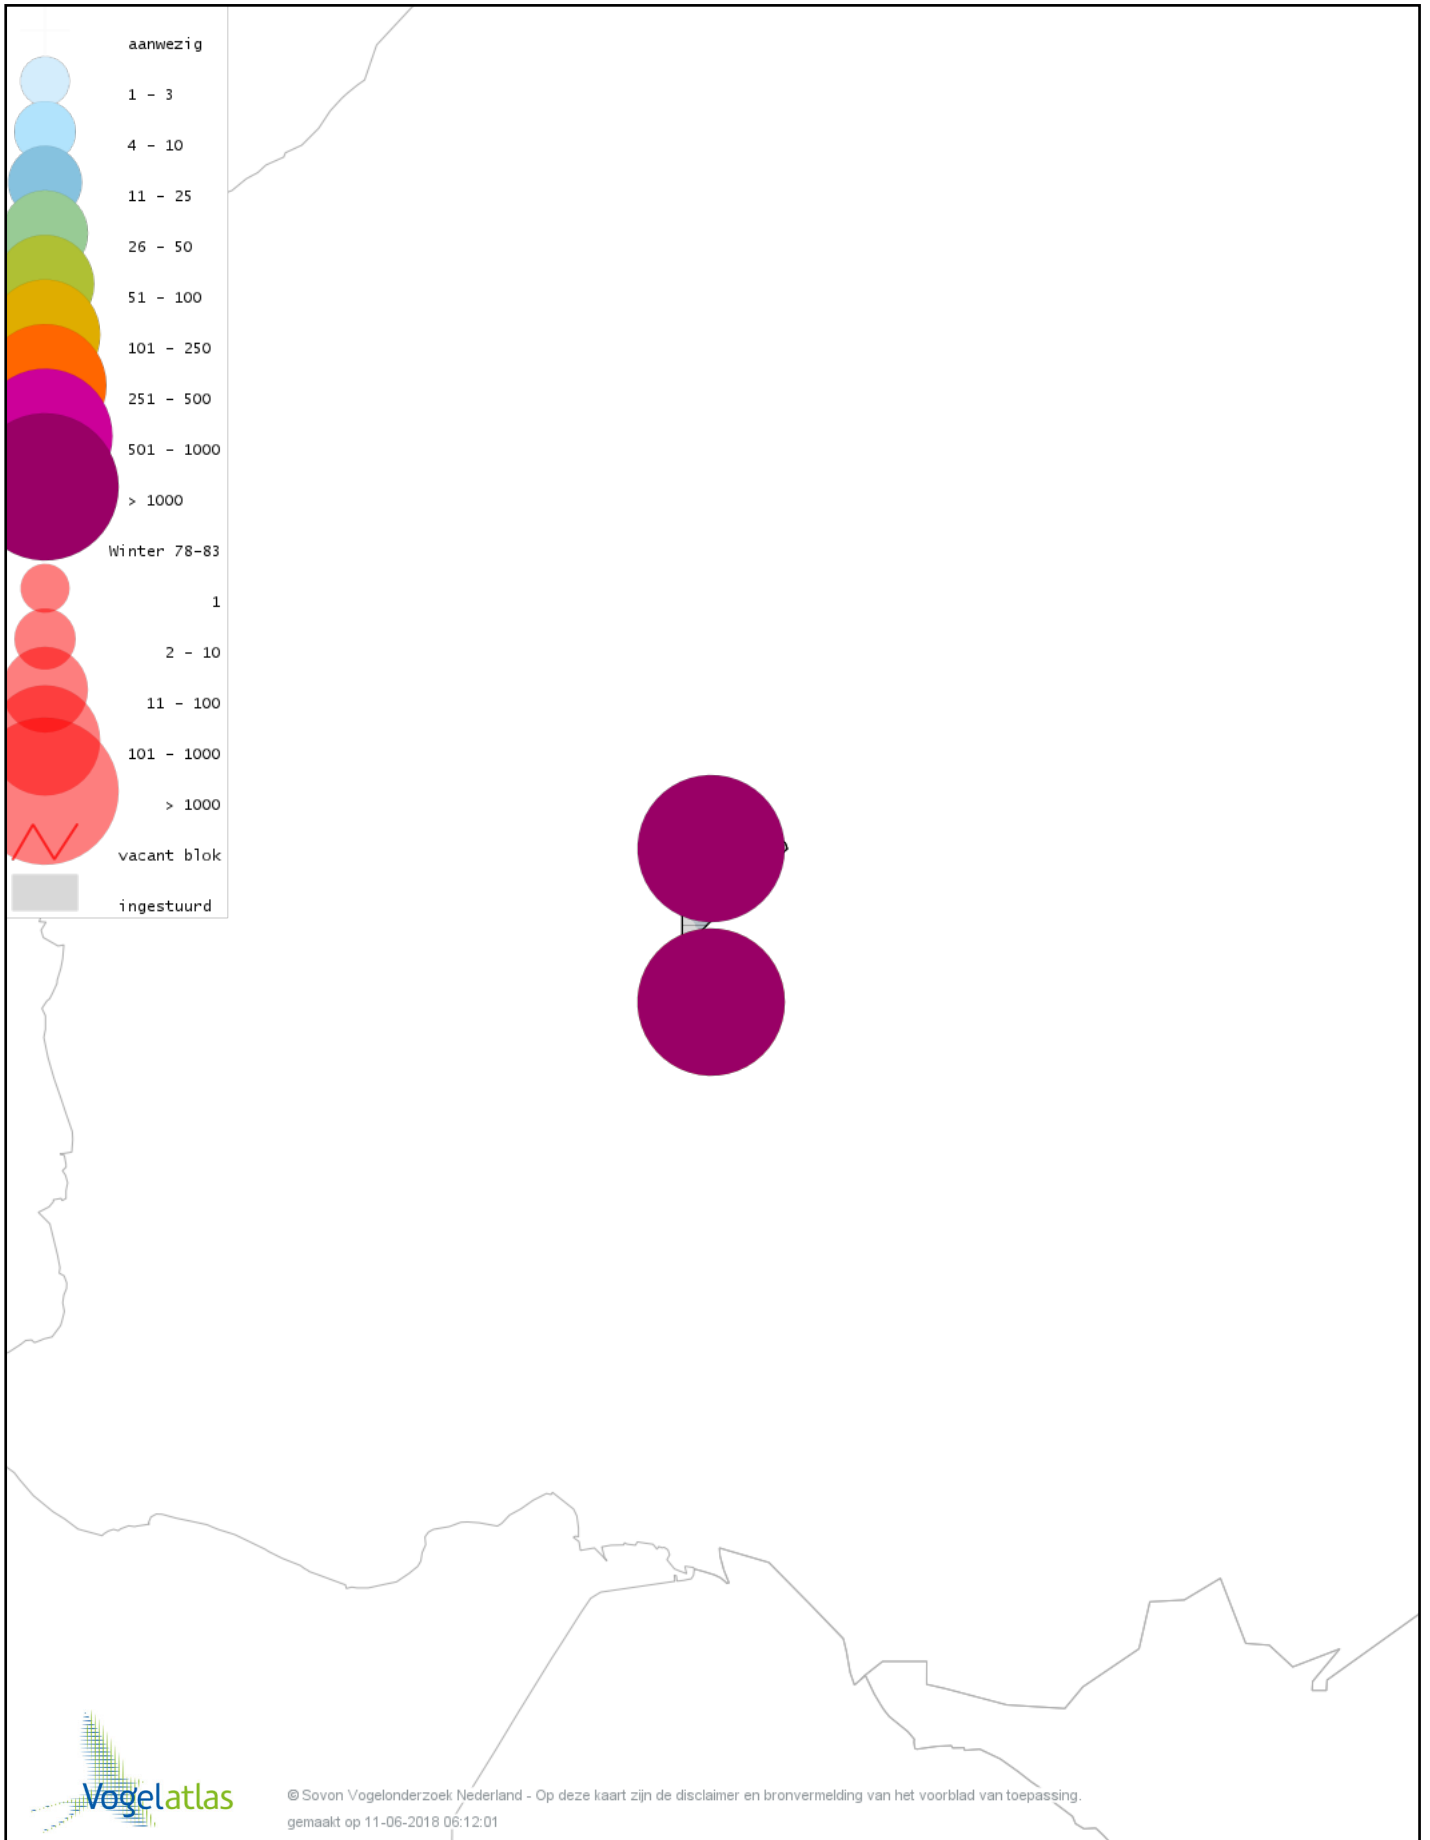 aanwezig
1 - 3
4 - 10
11 - 25
26 - 50
51 - 100
101 - 250
251 - 500
501 - 1000
> 1000
Winter 78-83
1
2 - 10
11 - 100
101 - 1000
> 1000
vacant blok
ingestuurd
Vogelatlas
© Sovon Vogelonderzoek Nederland - Op deze kaart zijn de disclaimer en bronvermelding van het voorblad van toepassing.
gemaakt op 11-06-2018 06:12:01